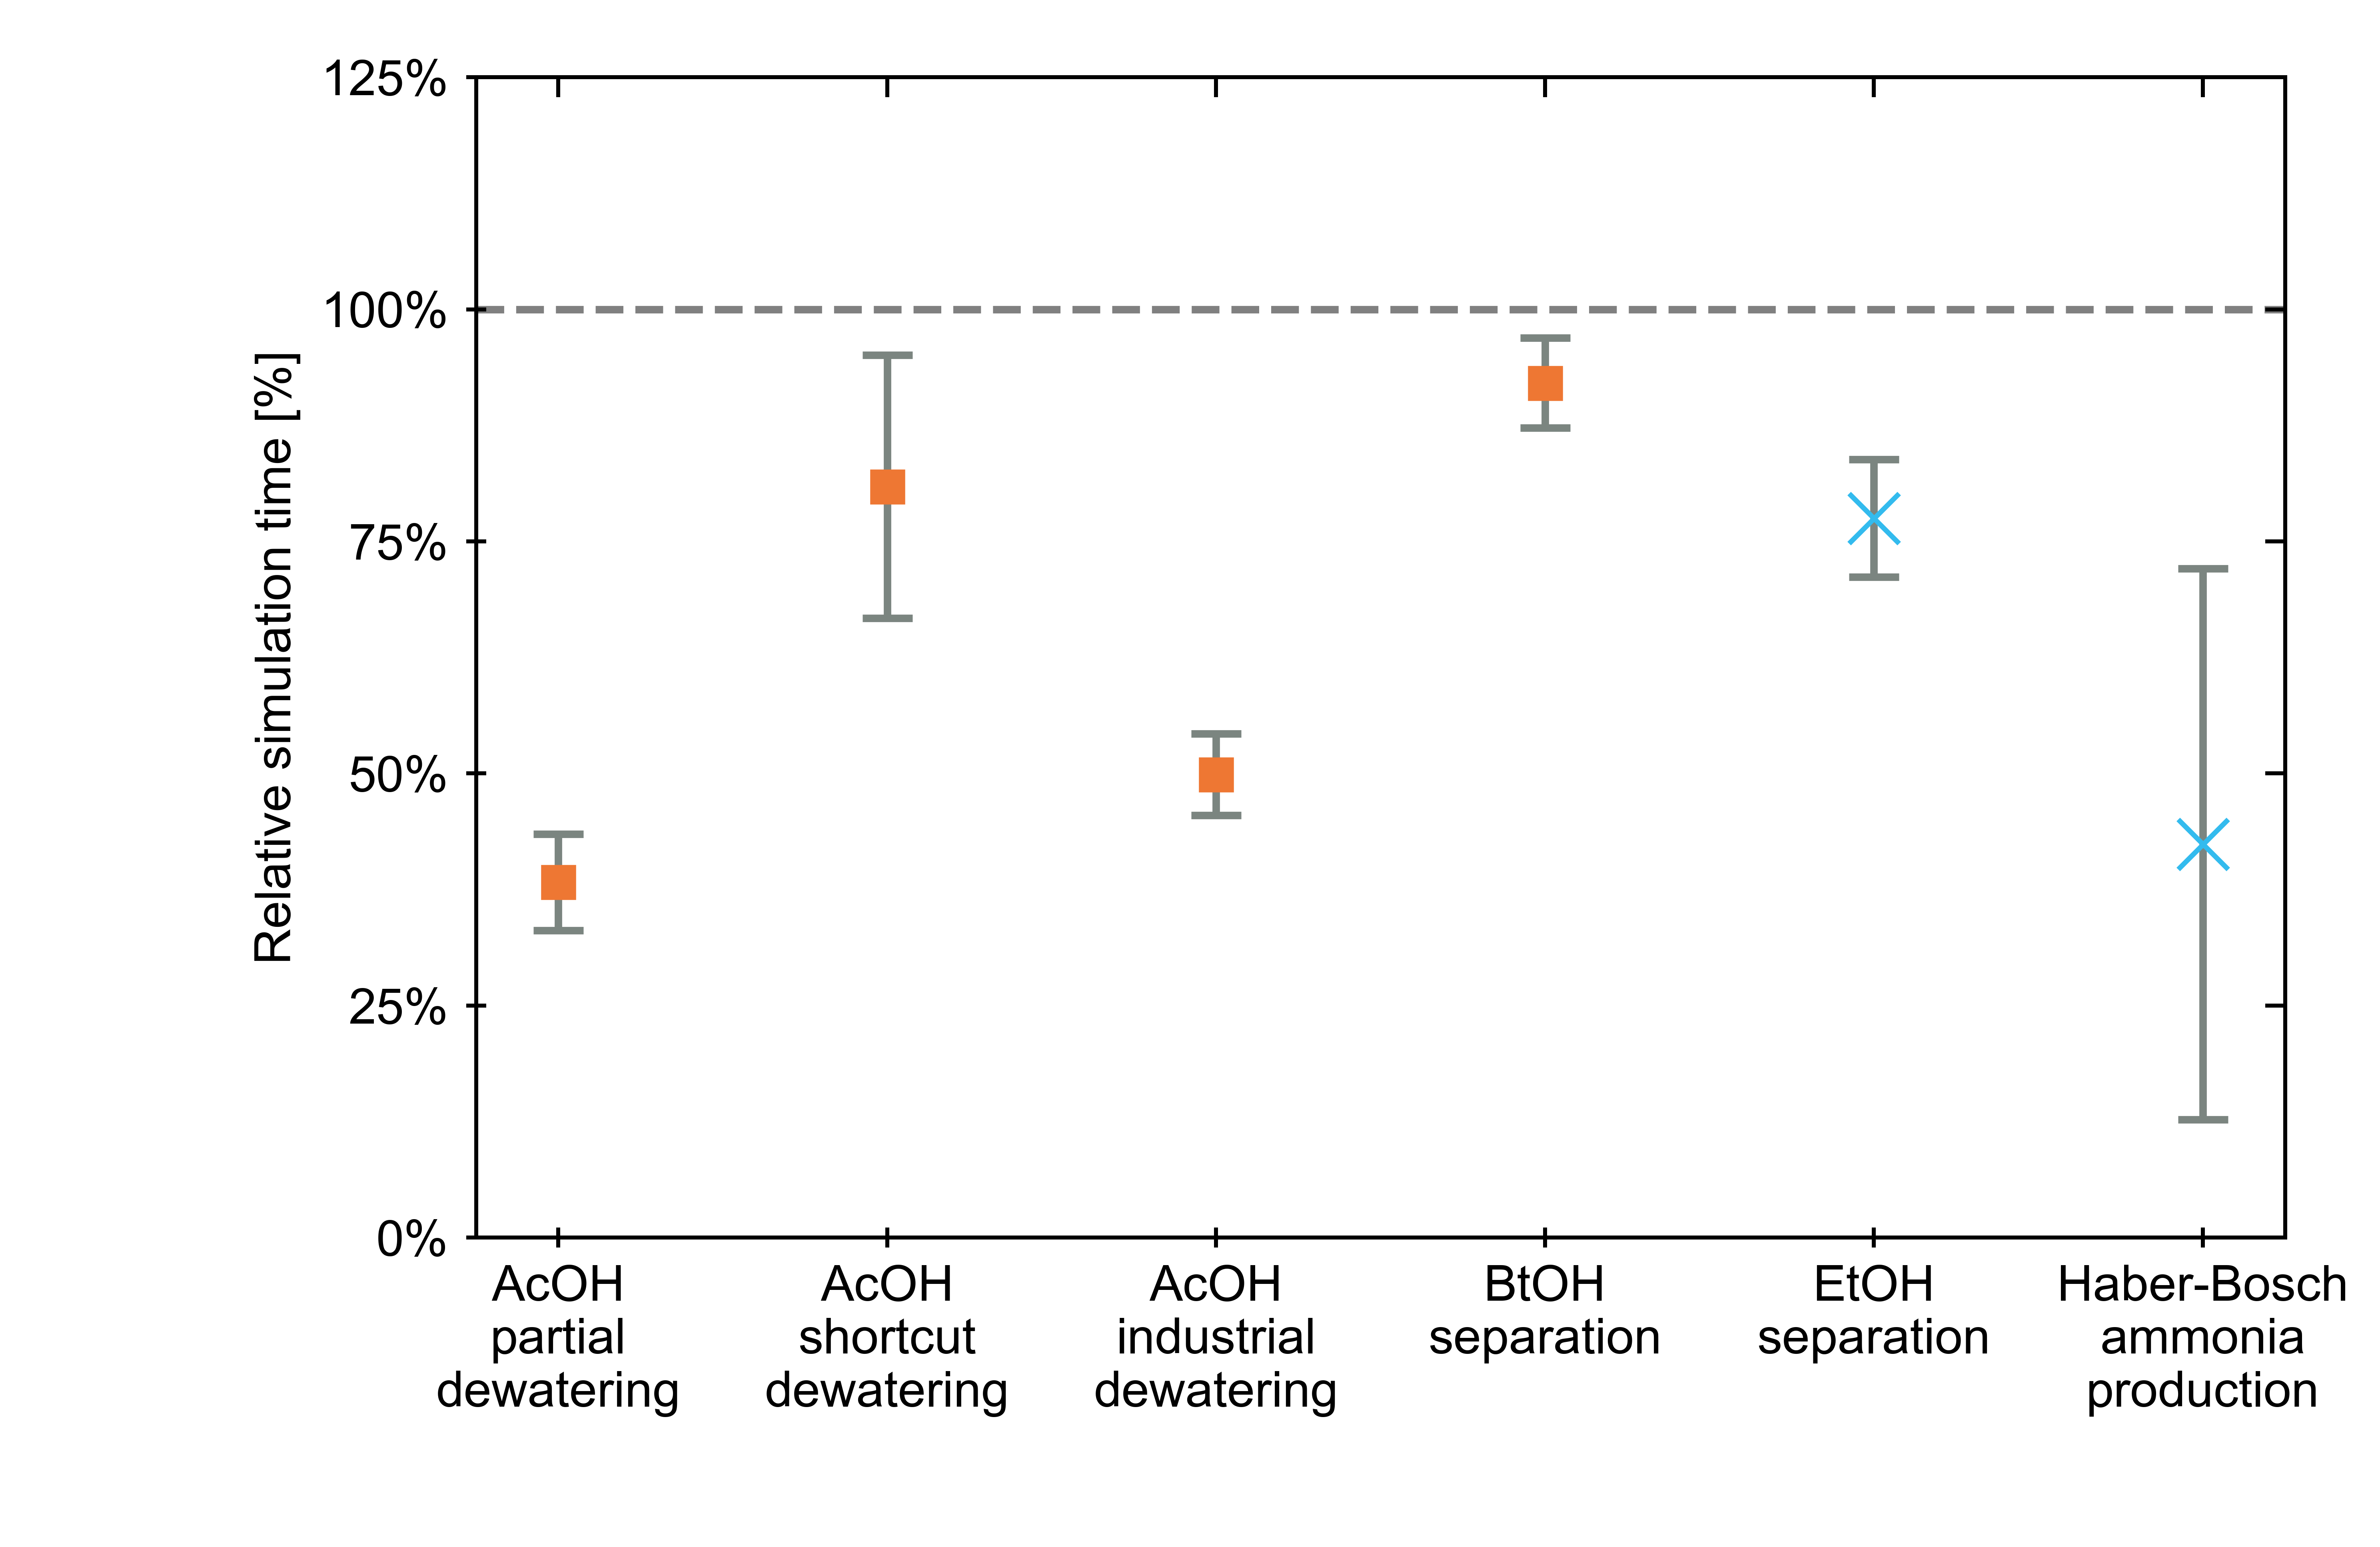 125%
100%
75%
50%
25%
0%
Relative simulation time [%]
AcOH
partial
dewatering
AcOH
shortcut
dewatering
AcOH
industrial
dewatering
BtOH
separation
EtOH
separation
Haber-Bosch
ammonia
production